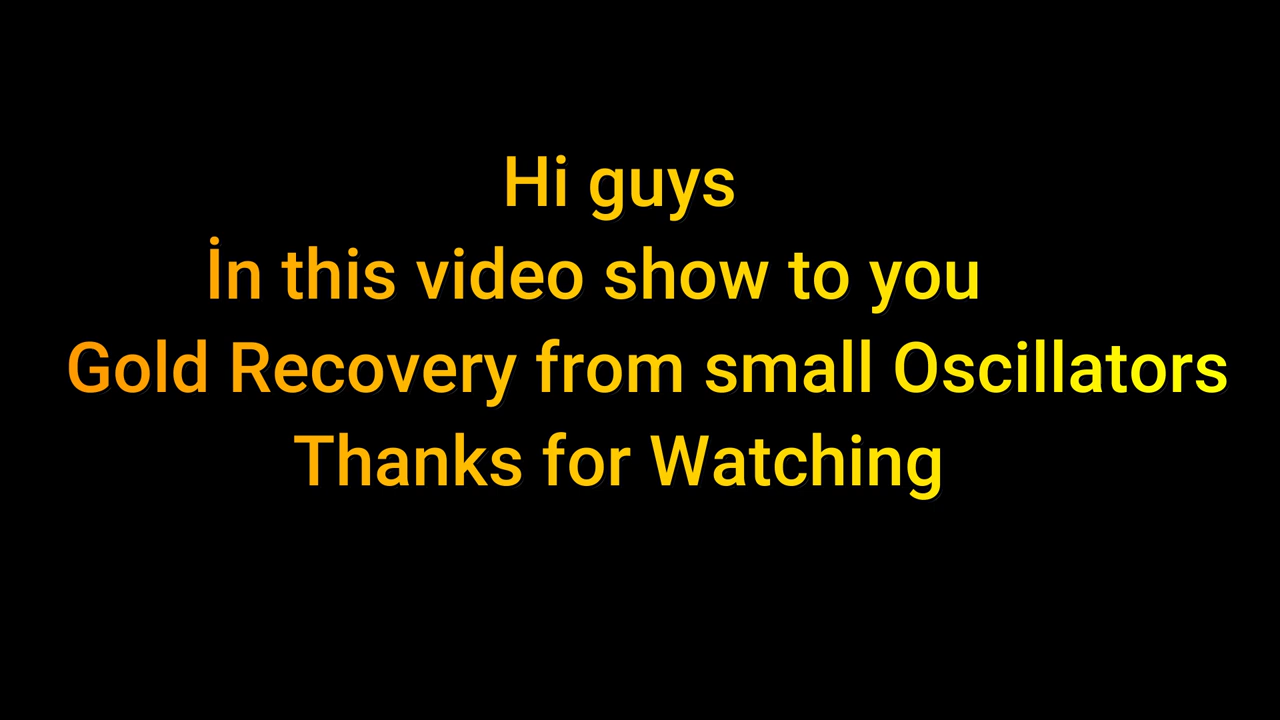 Hi guys
İn this video show to you
Gold Recovery from small Oscillators
Thanks for Watching